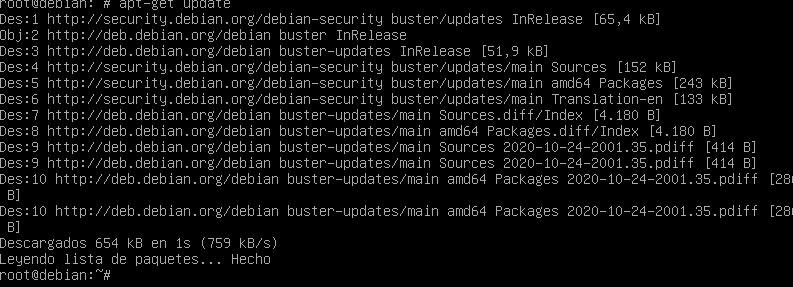 root@debian: # apt-get update
Des:1 http://security.debian.org/debian-security buster/updates InRelease [65,4 kB]
Obj:2 http://deb.debian.org/debian buster InRelease
Des:3 http://deb.debian.org/debian buster-updates InRelease [51,9 kB]
Des:4 http://security.debian.org/debian-security buster/updates/main Sources [152 kB]
Des:5 http://security.debian.org/debian-security buster/updates/main amd64 Packages [243 kB]
Des:6 http://security.debian.org/debian-security buster/updates/main Translation-en [133 kB]
Des:7 http://deb.debian.org/debian buster-updates/main Sources.diff/Index [4.180 B]
Des:8 http://deb.debian.org/debian buster-updates/main amd64 Packages.diff/Index [4.180 B]
Des:9 http://deb.debian.org/debian buster-updates/main Sources 2020-10-24-2001.35.pdiff [414 B]
Des:9 http://deb.debian.org/debian buster-updates/main Sources 2020-10-24-2001.35.pdiff [414 B]
Des:10 http://deb.debian.org/debian buster-updates/main amd64 Packages 2020-10-24-2001.35.pdiff
B]
Des:10 http://deb.debian.org/debian buster-updates/main amd64 Packages 2020-10-24-2001.35.pdiff
B]
Descargados 654 kB en 1s (759 kB/s)
Leyendo lista de paquetes... Hecho
root@debian:~#